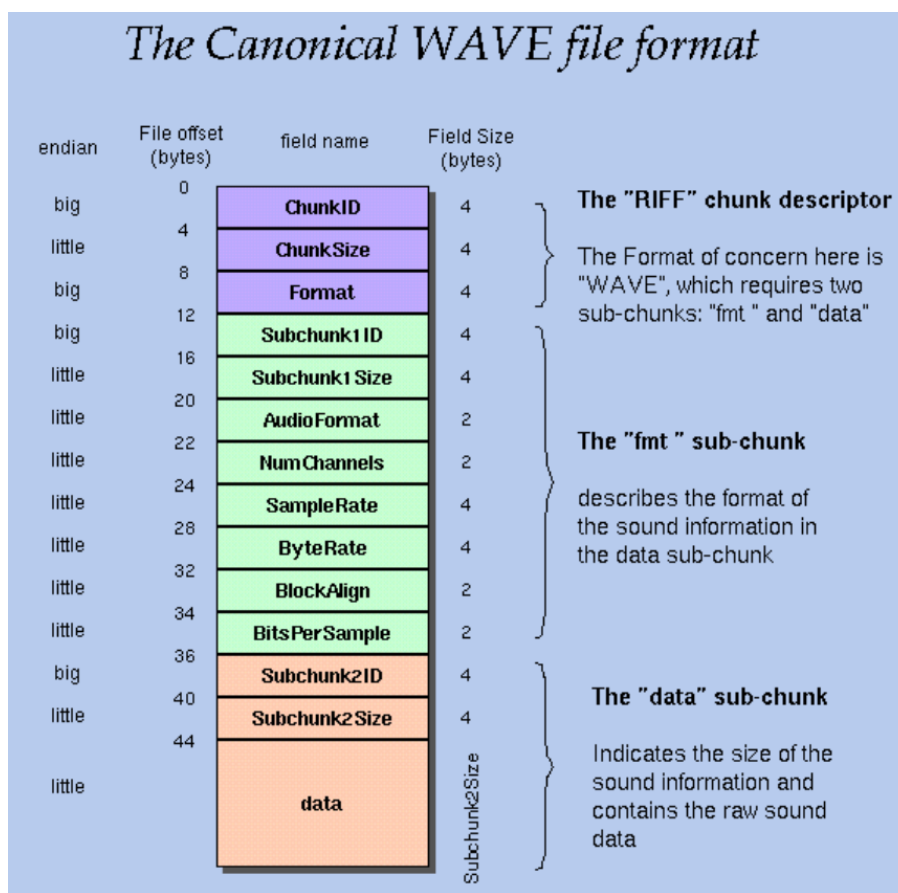 The Canonical WAVE file format
endian
File offset
(bytes)
field name
Field Size
(bytes)
0
big
ChunkID
4
4
little
ChunkSize
4
8
big
Format
4
12
big
Subchunk1ID
4
16
little
Subchunk1Size
4
20
little
AudioFormat
2
22
little
NumChannels
2
24
little
SampleRate
4
28
little
ByteRate
4
32
little
BlockAlign
2
34
little
BitsPerSample
2
36
big
Subchunk2ID
4
40
little
Subchunk2Size
4
44
little
data
Subchunk2Size
The "RIFF" chunk descriptor
The Format of concern here is
"WAVE", which requires two
sub-chunks: "fmt " and "data"
The "fmt " sub-chunk
describes the format of
the sound information in
the data sub-chunk
The "data" sub-chunk
Indicates the size of the
sound information and
contains the raw sound
data